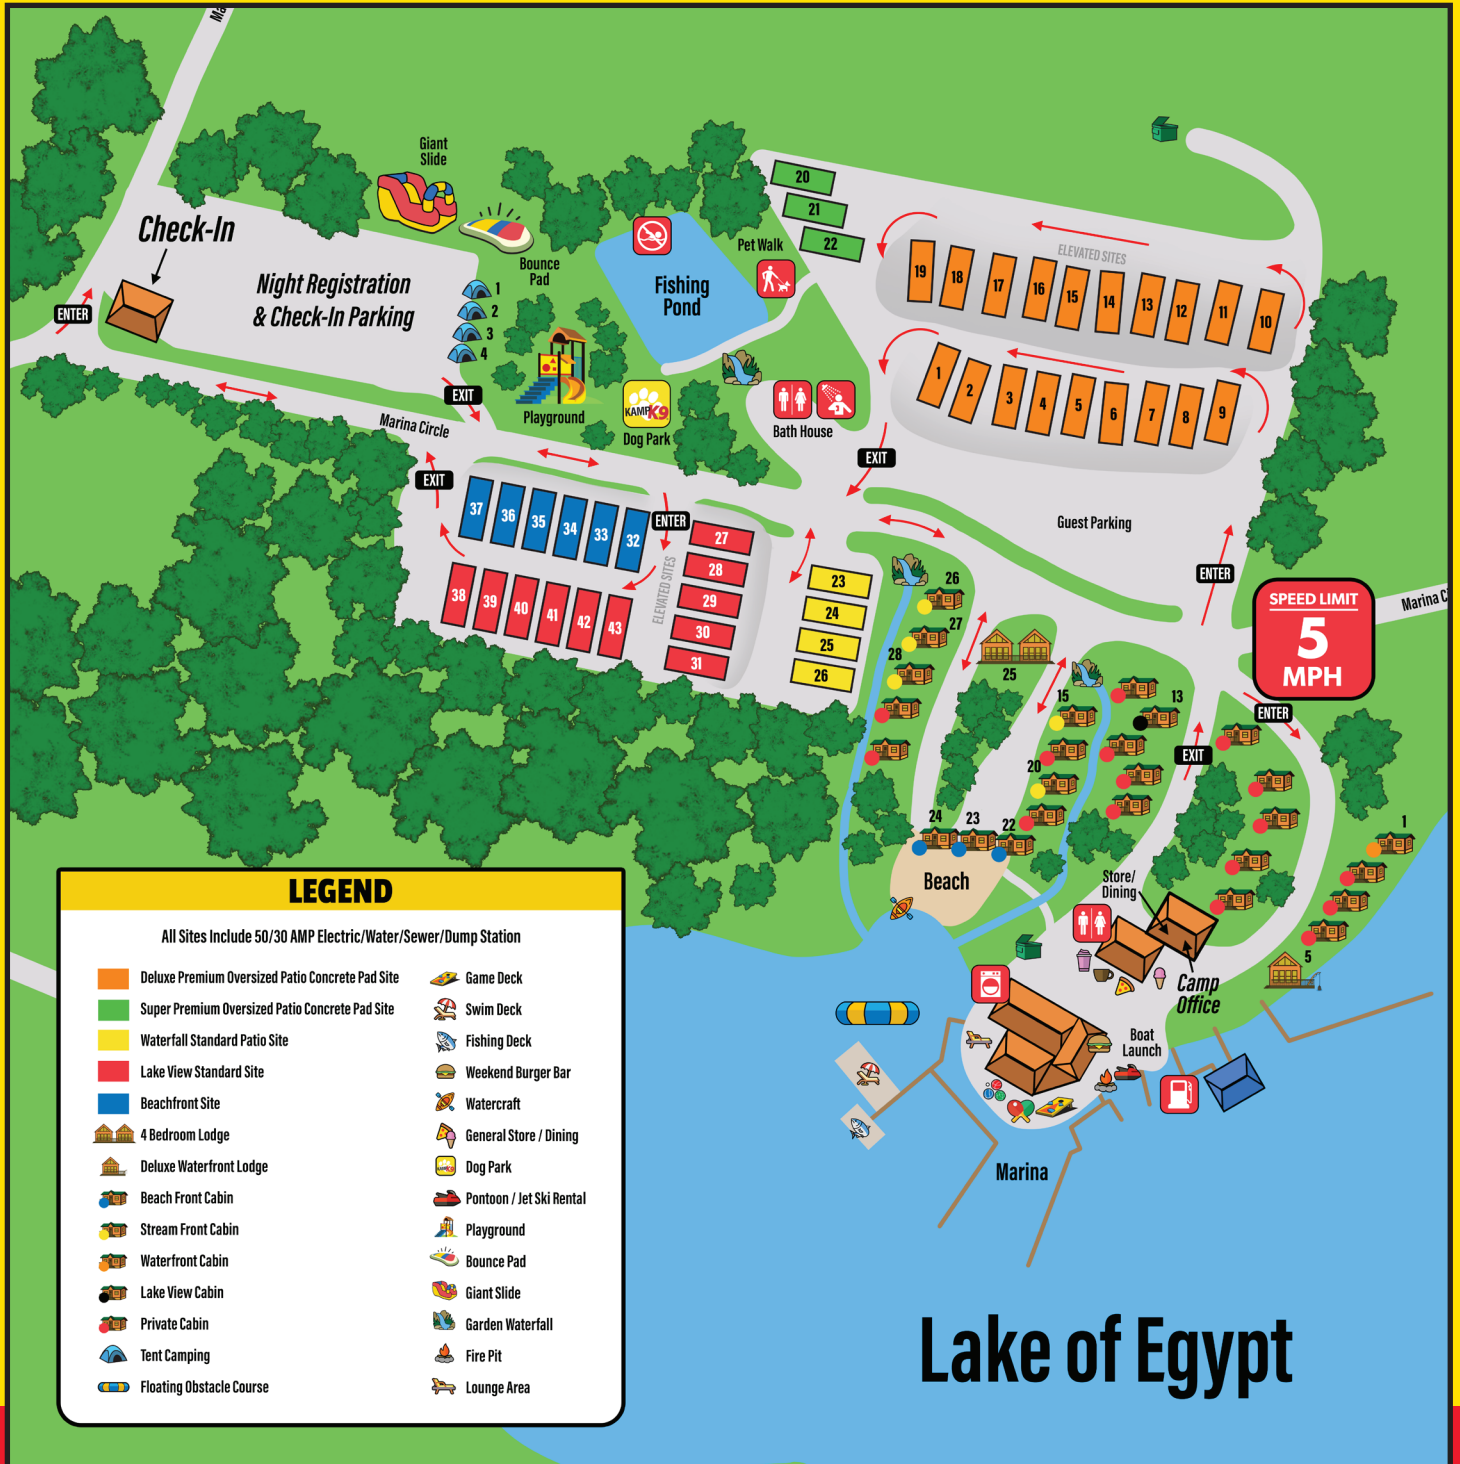 Giant
Slide
Check-In
Night Registration
& Check-In Parking
ENTER
Bounce
Pad
1
2
3
4
EXIT
Playground
Fishing
Pond
Pet Walk
KAMP K9
Dog Park
Bath House
20
21
22
ELEVATED SITES
19
18
17
16
15
14
13
12
11
10
1
2
3
4
5
6
7
8
9
EXIT
Guest Parking
ENTER
Marina Circle
EXIT
37
36
35
34
33
32
ENTER
38
39
40
41
42
43
ELEVATED SITES
27
28
29
30
31
23
24
25
26
26
27
28
25
15
13
20
24
23
22
Beach
SPEED LIMIT
5
MPH
ENTER
EXIT
1
5
Store/
Dining
Camp
Office
Boat
Launch
Marina
Lake of Egypt
LEGEND
All Sites Include 50/30 AMP Electric/Water/Sewer/Dump Station
Deluxe Premium Oversized Patio Concrete Pad Site
Super Premium Oversized Patio Concrete Pad Site
Waterfall Standard Patio Site
Lake View Standard Site
Beachfront Site
4 Bedroom Lodge
Deluxe Waterfront Lodge
Beach Front Cabin
Stream Front Cabin
Waterfront Cabin
Lake View Cabin
Private Cabin
Tent Camping
Floating Obstacle Course
Game Deck
Swim Deck
Fishing Deck
Weekend Burger Bar
Watercraft
General Store / Dining
Dog Park
Pontoon / Jet Ski Rental
Playground
Bounce Pad
Giant Slide
Garden Waterfall
Fire Pit
Lounge Area